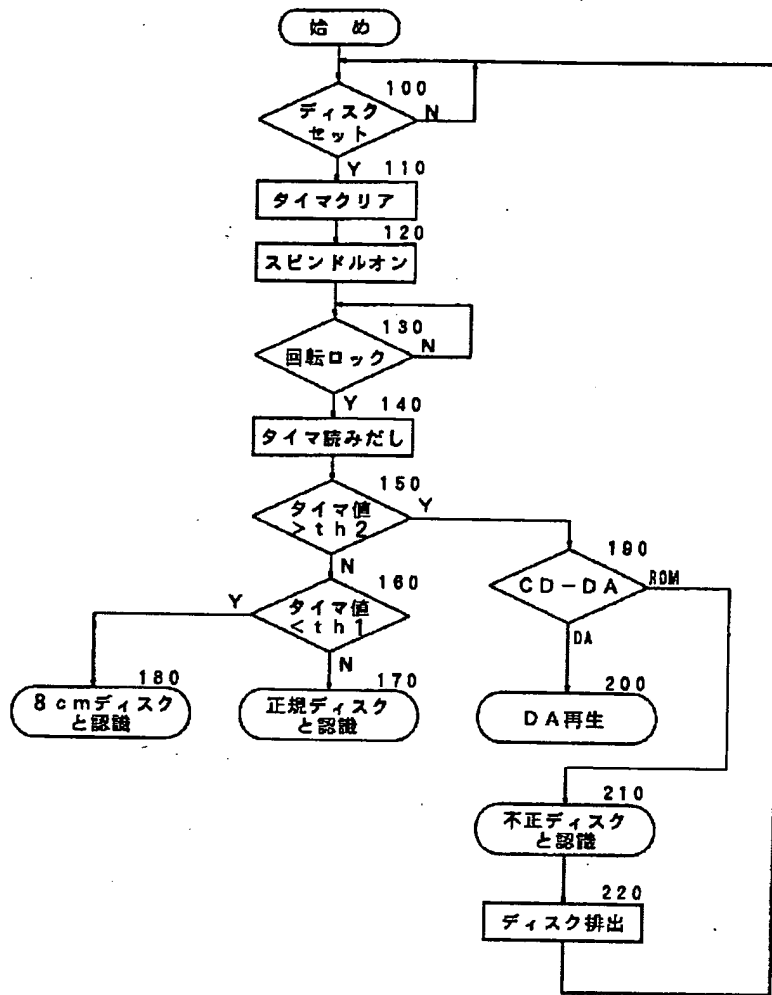 始め
100
ディスク
セット
N
Y
110
タイマクリア
120
スピンドルオン
130
回転ロック
N
Y
140
タイマ読みだし
150
タイマ値
>th2
Y
N
160
タイマ値
<th1
Y
N
190
CD-DA
ROM
DA
180
8cmディスク
と認識
170
正規ディスク
と認識
200
DA再生
210
不正ディスク
と認識
220
ディスク排出